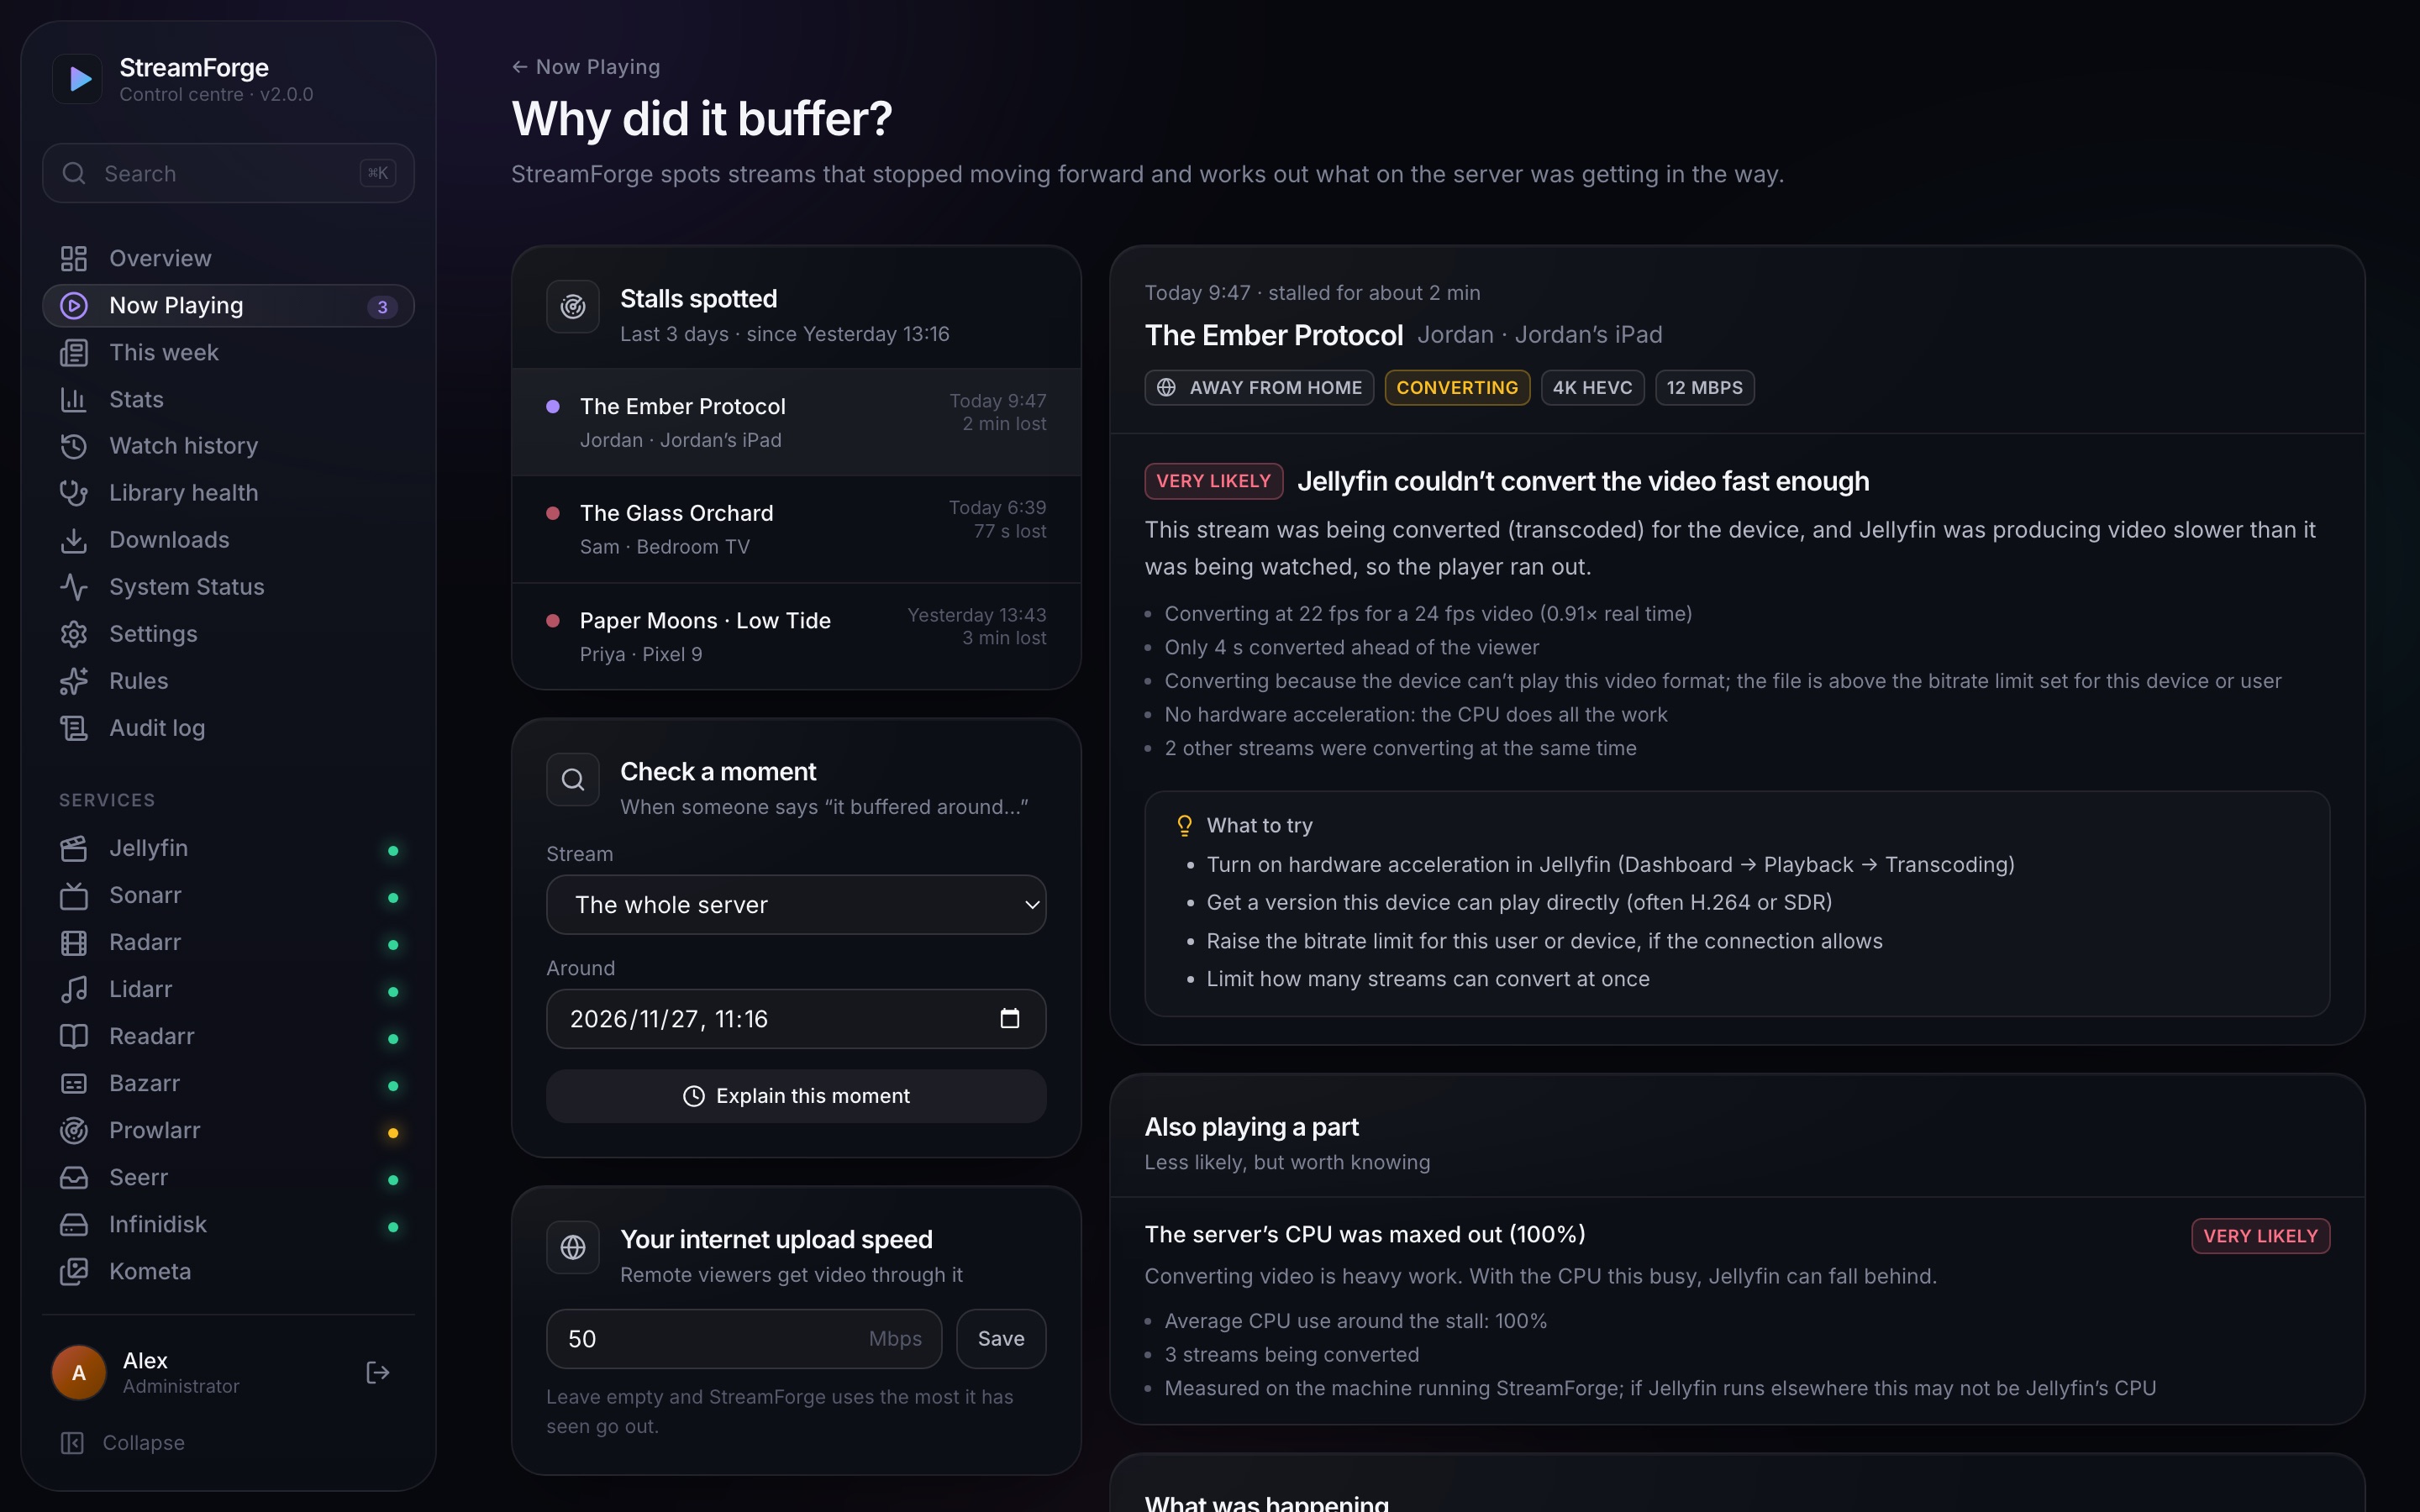 StreamForge
Control centre · v2.0.0
Search
⌘K
Overview
Now Playing
3
This week
Stats
Watch history
Library health
Downloads
System Status
Settings
Rules
Audit log
SERVICES
Jellyfin
Sonarr
Radarr
Lidarr
Readarr
Bazarr
Prowlarr
Seerr
Infinidisk
Kometa
A
Alex
Administrator
Collapse
← Now Playing
Why did it buffer?
StreamForge spots streams that stopped moving forward and works out what on the server was getting in the way.
Stalls spotted
Last 3 days · since Yesterday 13:16
The Ember Protocol
Today 9:47
Jordan · Jordan’s iPad
2 min lost
The Glass Orchard
Today 6:39
Sam · Bedroom TV
77 s lost
Paper Moons · Low Tide
Yesterday 13:43
Priya · Pixel 9
3 min lost
Check a moment
When someone says “it buffered around…”
Stream
The whole server
Around
2026/11/27, 11:16
Explain this moment
Your internet upload speed
Remote viewers get video through it
50
Mbps
Save
Leave empty and StreamForge uses the most it has
seen go out.
Today 9:47 · stalled for about 2 min
The Ember Protocol Jordan · Jordan’s iPad
AWAY FROM HOME
CONVERTING
4K HEVC
12 MBPS
VERY LIKELY
Jellyfin couldn’t convert the video fast enough
This stream was being converted (transcoded) for the device, and Jellyfin was producing video slower than it
was being watched, so the player ran out.
• Converting at 22 fps for a 24 fps video (0.91× real time)
• Only 4 s converted ahead of the viewer
• Converting because the device can’t play this video format; the file is above the bitrate limit set for this device or user
• No hardware acceleration: the CPU does all the work
• 2 other streams were converting at the same time
What to try
• Turn on hardware acceleration in Jellyfin (Dashboard → Playback → Transcoding)
• Get a version this device can play directly (often H.264 or SDR)
• Raise the bitrate limit for this user or device, if the connection allows
• Limit how many streams can convert at once
Also playing a part
Less likely, but worth knowing
The server’s CPU was maxed out (100%)
VERY LIKELY
Converting video is heavy work. With the CPU this busy, Jellyfin can fall behind.
• Average CPU use around the stall: 100%
• 3 streams being converted
• Measured on the machine running StreamForge; if Jellyfin runs elsewhere this may not be Jellyfin’s CPU
What was happening